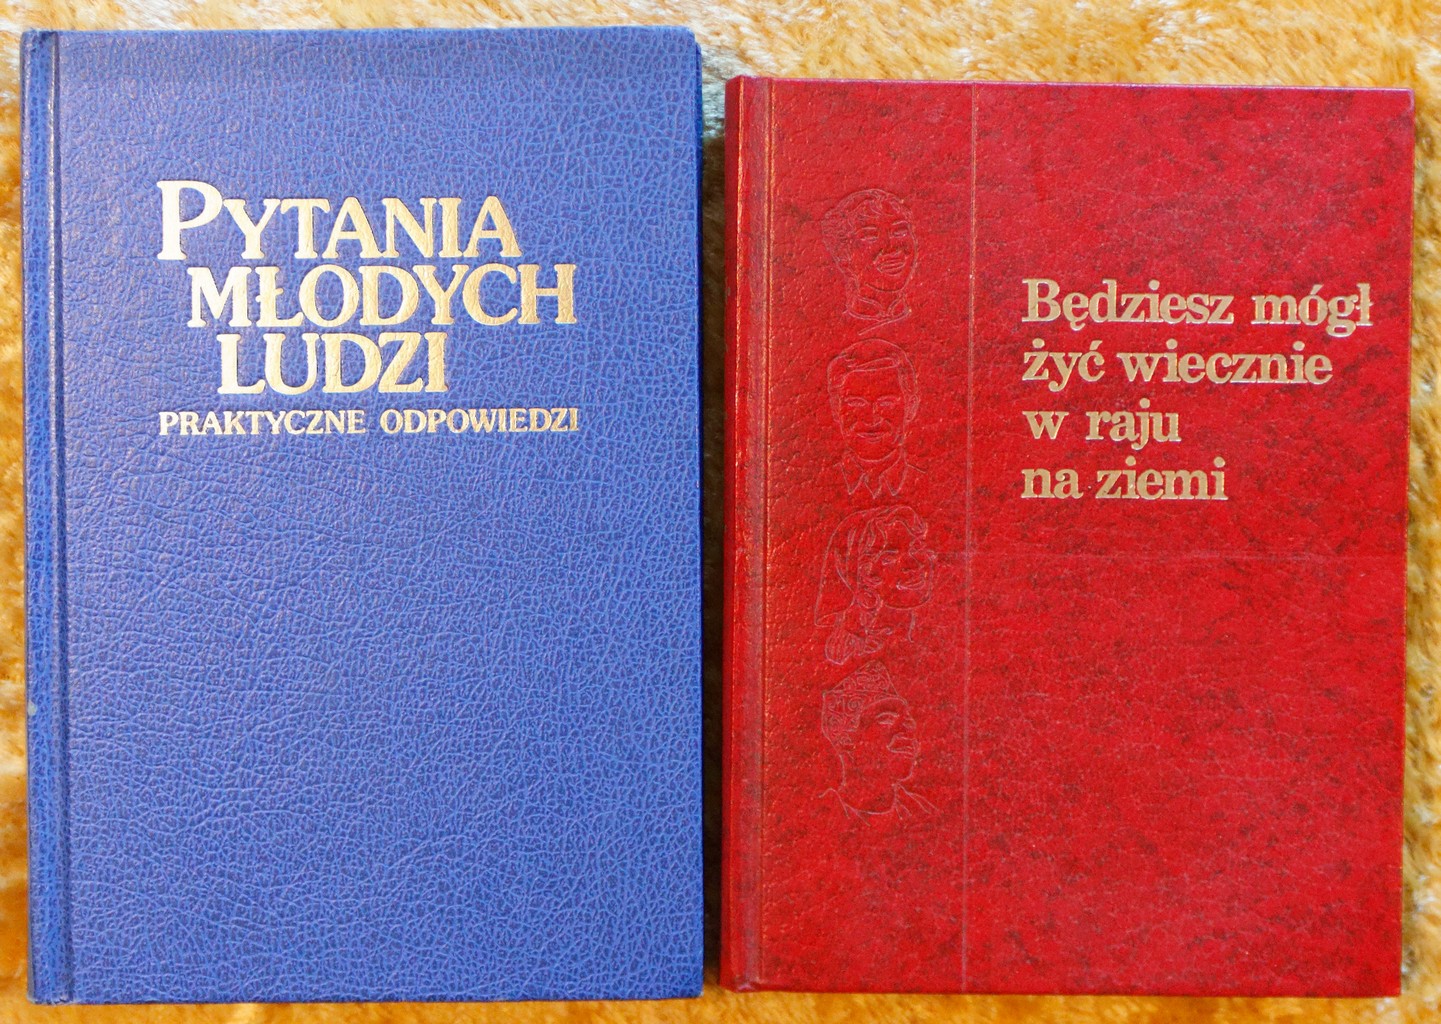 PYTANIA
MŁODYCH
LUDZI
PRAKTYCZNE ODPOWIEDZI
Będziesz mógł
żyć wiecznie
w raju
na ziemi